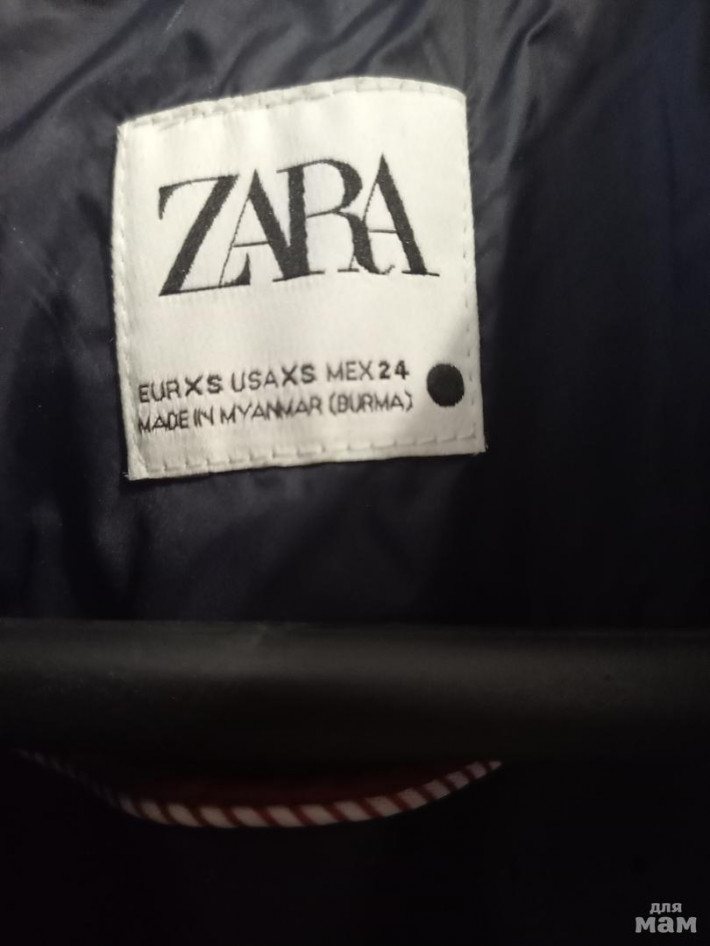 ZARA
EUR XS USA XS MEX 24
MADE IN MYANMAR (BURMA)
для
мам